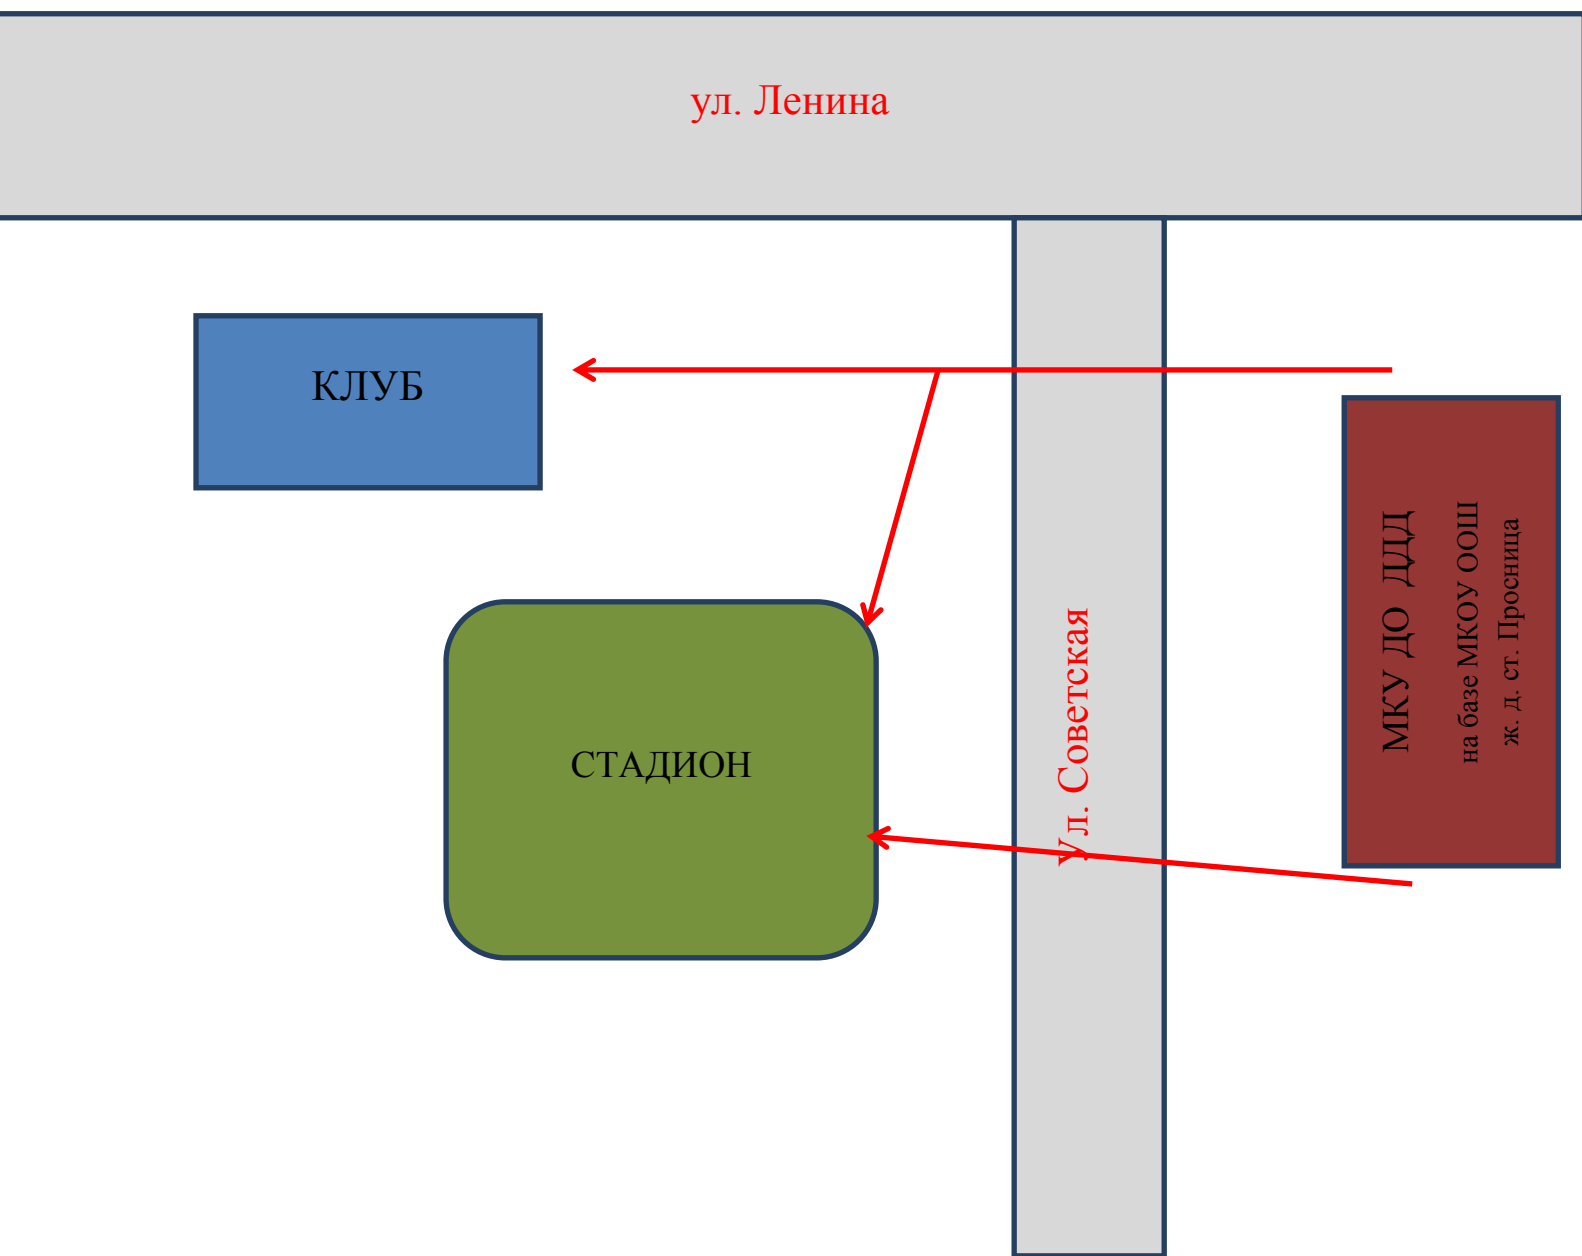 ул. Ленина
КЛУБ
СТАДИОН
Ул. Советская
МКУ ДО ДДД
на базе МКОУ ООШ
ж. д. ст. Просница